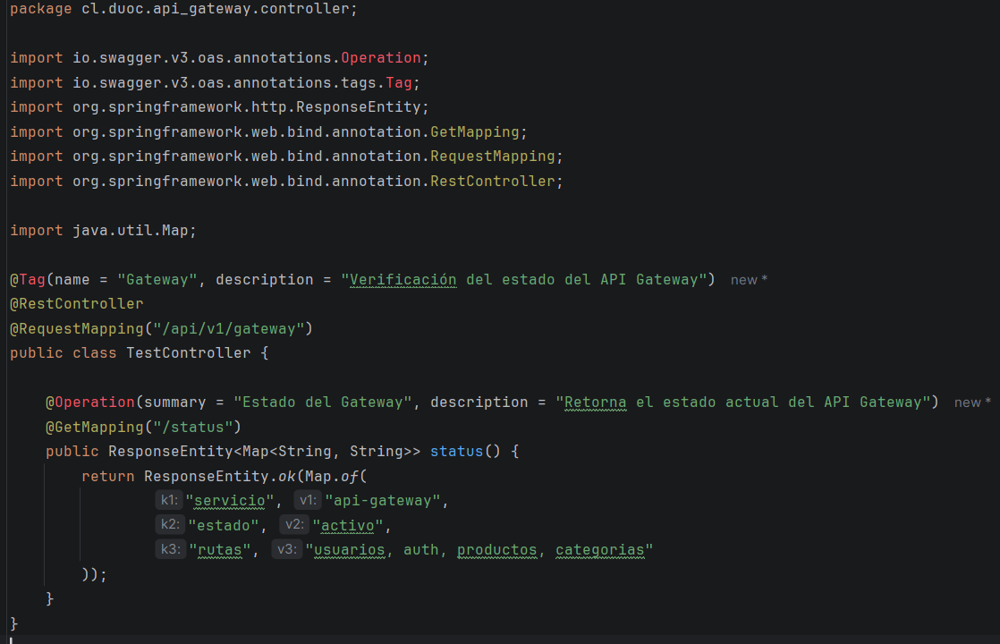 package cl.duoc.api_gateway.controller;
import io.swagger.v3.oas.annotations.Operation;
import io.swagger.v3.oas.annotations.tags.Tag;
import org.springframework.http.ResponseEntity;
import org.springframework.web.bind.annotation.GetMapping;
import org.springframework.web.bind.annotation.RequestMapping;
import org.springframework.web.bind.annotation.RestController;
import java.util.Map;
@Tag(name = "Gateway", description = "Verificación del estado del API Gateway") new *
@RestController
@RequestMapping("/api/v1/gateway")
public class TestController {
@Operation(summary = "Estado del Gateway", description = "Retorna el estado actual del API Gateway") new *
@GetMapping("/status")
public ResponseEntity<Map<String, String>> status() {
return ResponseEntity.ok(Map.of(
k1: "servicio", v1: "api-gateway",
k2: "estado", v2: "activo",
k3: "rutas", v3: "usuarios, auth, productos, categorias"
));
}
}